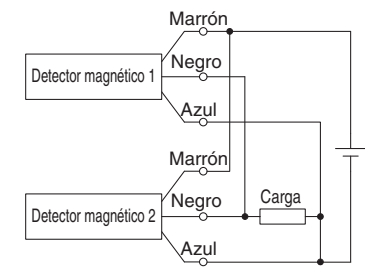 Marrón
Detector magnético 1
Negro
Azul
Marrón
Detector magnético 2
Negro
Carga
Azul